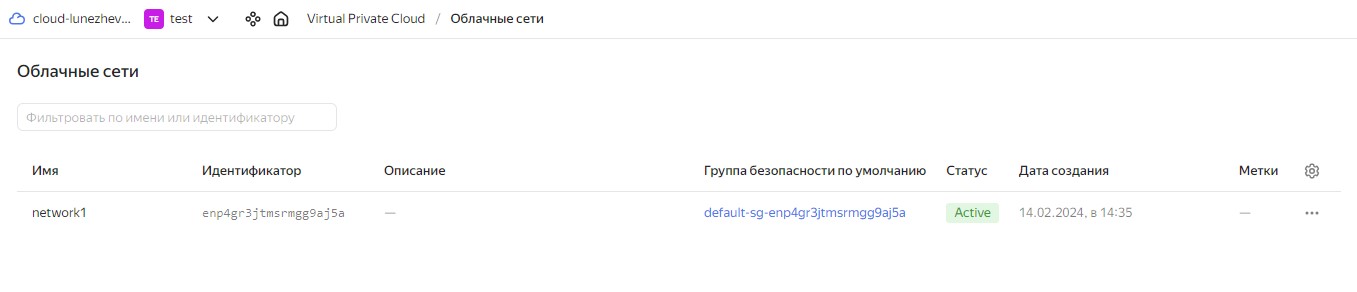 cloud-lunezhev... TE test Virtual Private Cloud / Облачные сети
Облачные сети
Фильтровать по имени или идентификатору
Имя Идентификатор Описание Группа безопасности по умолчанию Статус Дата создания Метки
network1 enp4gr3jtmsrmgg9aj5a — default-sg-enp4gr3jtmsrmgg9aj5a Active 14.02.2024, в 14:35 —